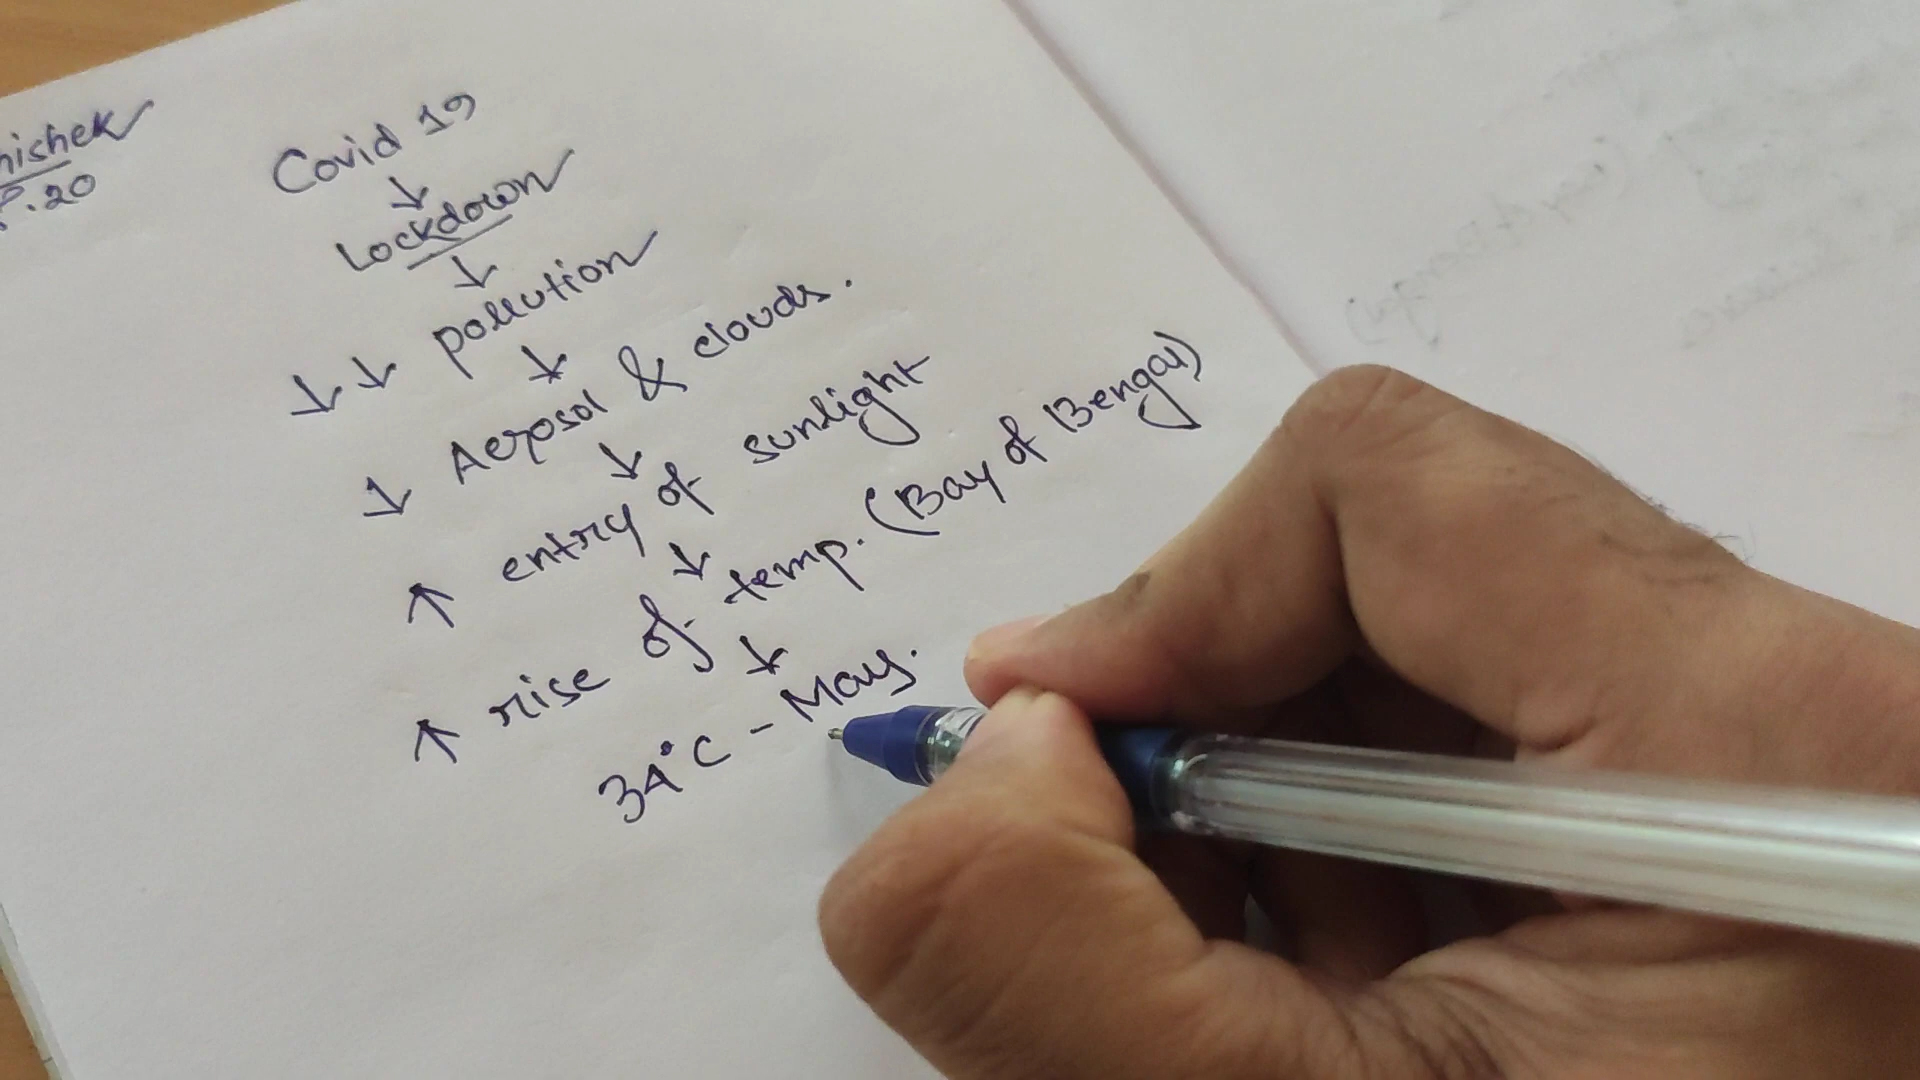 Covid 19
↓
Lockdown
↓
↓↓ pollution
↓
↓ Aerosol & clouds.
↓
↑ entry of sunlight
↓
↑ rise of temp. (Bay of Bengal)
↓
34°C - May.